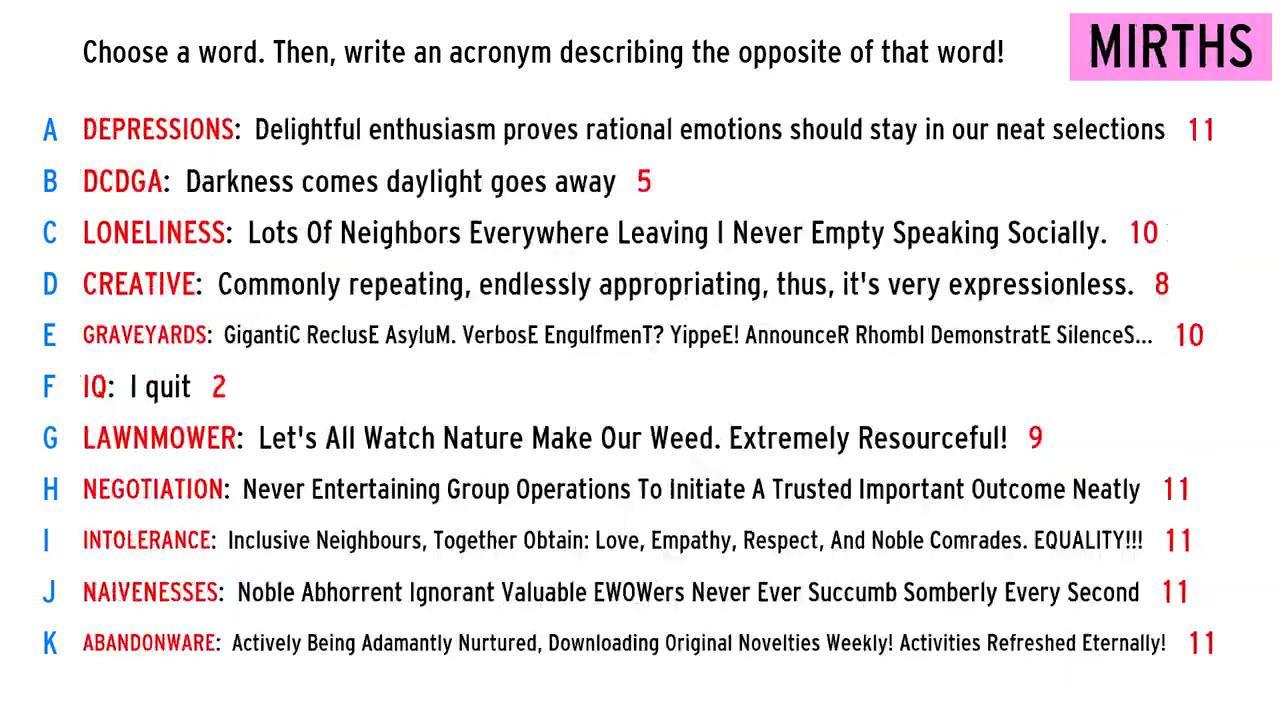 Choose a word. Then, write an acronym describing the opposite of that word!
MIRTHS
A DEPRESSIONS: Delightful enthusiasm proves rational emotions should stay in our neat selections 11
B DCDGA: Darkness comes daylight goes away 5
C LONELINESS: Lots Of Neighbors Everywhere Leaving I Never Empty Speaking Socially. 10
D CREATIVE: Commonly repeating, endlessly appropriating, thus, it's very expressionless. 8
E GRAVEYARDS: GigantiC ReclusE AsyluM. VerbosE EngulfmenT? YippeE! AnnounceR RhombI DemonstratE SilenceS... 10
F IQ: I quit 2
G LAWNMOWER: Let's All Watch Nature Make Our Weed. Extremely Resourceful! 9
H NEGOTIATION: Never Entertaining Group Operations To Initiate A Trusted Important Outcome Neatly 11
I INTOLERANCE: Inclusive Neighbours, Together Obtain: Love, Empathy, Respect, And Noble Comrades. EQUALITY!!! 11
J NAIVENESSES: Noble Abhorrent Ignorant Valuable EWOWers Never Ever Succumb Somberly Every Second 11
K ABANDONWARE: Actively Being Adamantly Nurtured, Downloading Original Novelties Weekly! Activities Refreshed Eternally! 11